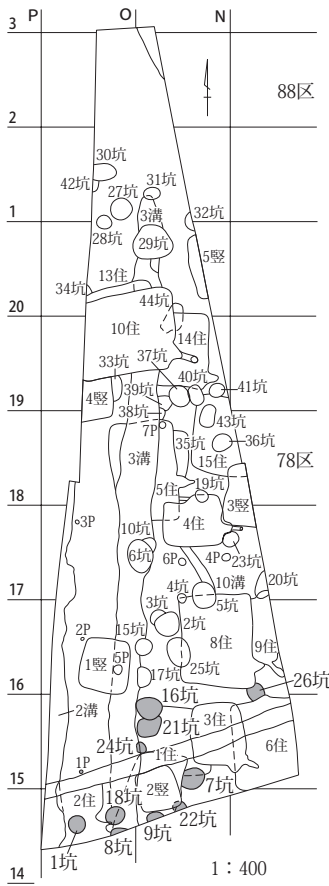 P O N
3
88区
2
30坑
31坑
42坑 27坑
3溝
32坑
1
28坑 29坑
5竪
13住
34坑
44坑
20
10住 14住
37坑
33坑
40坑
39坑 41坑
19
4竪 38坑
43坑
7P
36坑
3溝 35坑
78区
15住
5住 19坑
3竪
18
4住
3P
10坑
6坑 6P 4P 23坑
10溝
4坑 20坑
17
3坑 5坑
2P 15坑 2坑
8住
1竪 5P 9住
25坑
17坑
26坑
16
16坑
2溝 3住
21坑
24坑 6住
1住
1P
15
2住 18坑 2竪 7坑
22坑
1坑 8坑 9坑
14
1：400